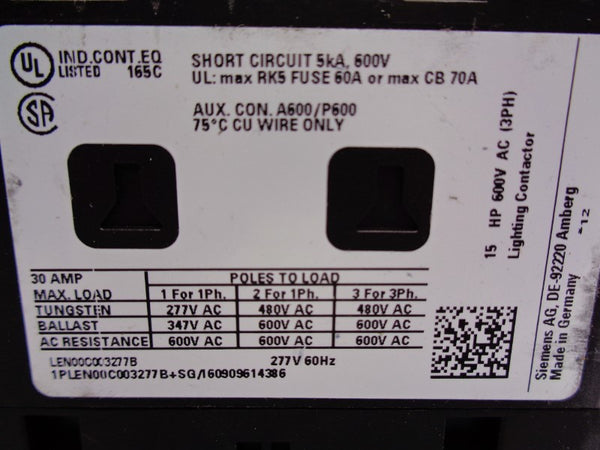 UL
IND.CONT.EQ
LISTED 165C
SHORT CIRCUIT 5kA, 600V
UL: max RK5 FUSE 60A or max CB 70A
SA
AUX. CON. A600/P600
75°C CU WIRE ONLY
30 AMP POLES TO LOAD
MAX. LOAD 1 For 1Ph. 2 For 1Ph. 3 For 3Ph.
TUNGSTEN 277V AC 480V AC 480V AC
BALLAST 347V AC 600V AC 600V AC
AC RESISTANCE 600V AC 600V AC 600V AC
LEN00C003277B 277V 60Hz
1PLEN00C003277B+SG/160909614386
15 HP 600V AC (3PH)
Lighting Contactor
Siemens AG, DE-92220 Amberg
Made in Germany